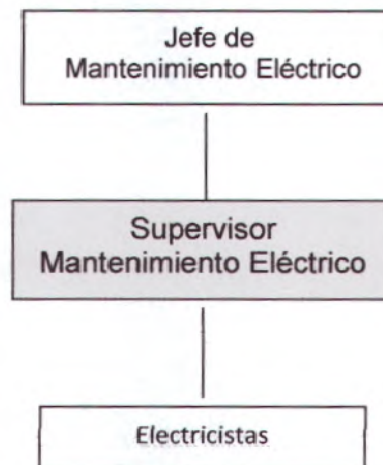 Jefe de
Mantenimiento Eléctrico
Supervisor
Mantenimiento Eléctrico
Electricistas